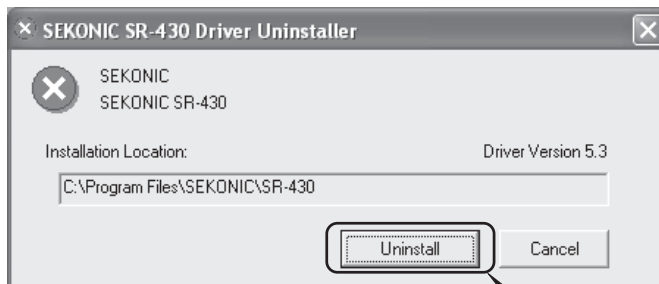 SEKONIC SR-430 Driver Uninstaller
SEKONIC
SEKONIC SR-430
Installation Location:
Driver Version 5.3
C:\Program Files\SEKONIC\SR-430
Uninstall
Cancel